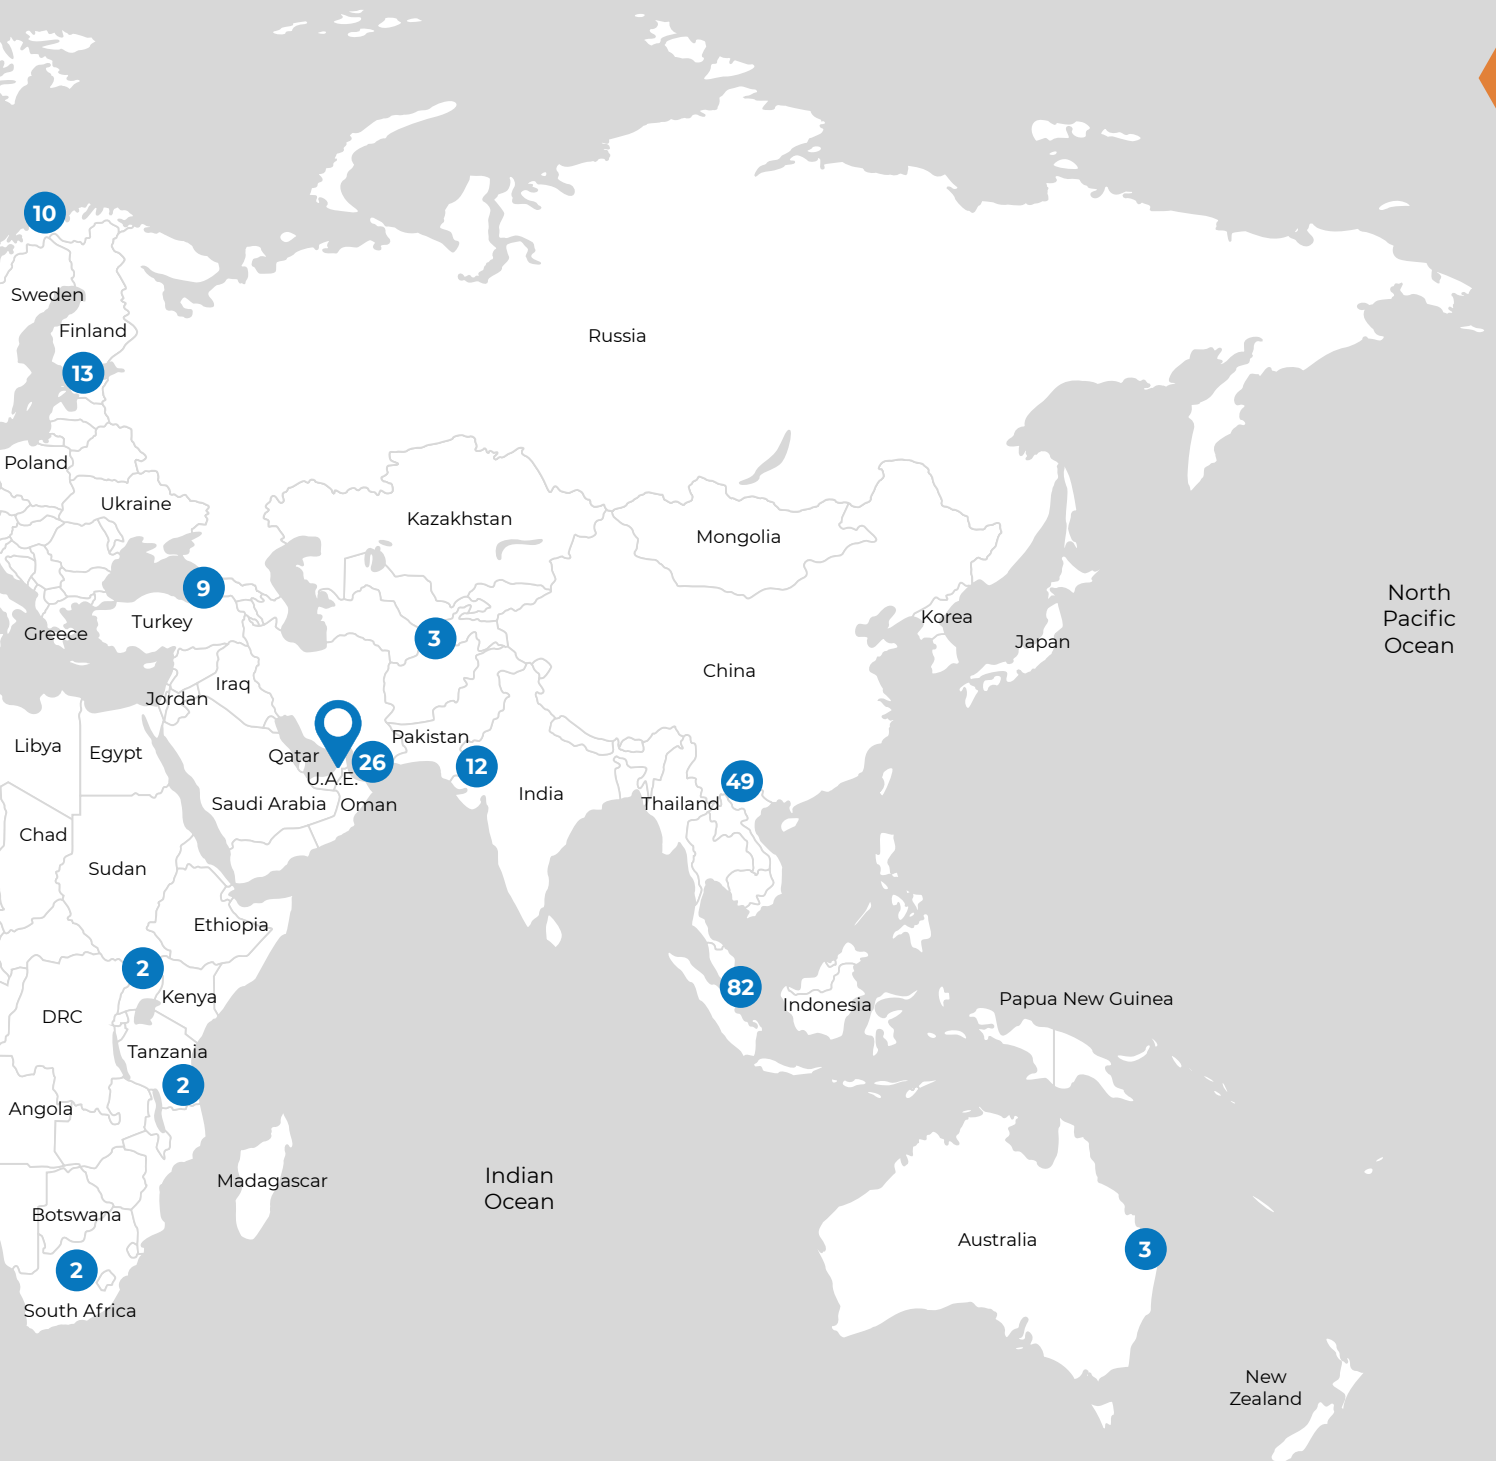 10
Sweden
Finland
Russia
13
Poland
Ukraine
Kazakhstan
Mongolia
9
North
Pacific
Ocean
Turkey
Greece
3
Korea
Japan
China
Iraq
Jordan
Libya
Egypt
Qatar
Pakistan
U.A.E.
26
12
49
Saudi Arabia
Oman
India
Thailand
Chad
Sudan
Ethiopia
2
Kenya
82
Indonesia
Papua New Guinea
DRC
Tanzania
2
Angola
Madagascar
Indian
Ocean
Botswana
Australia
3
2
South Africa
New
Zealand